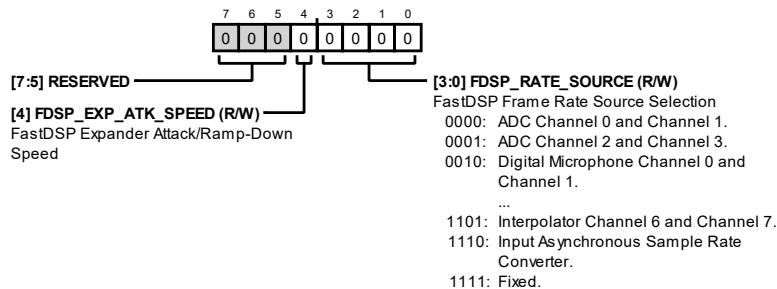 7 6 5 4 3 2 1 0
0 0 0 0 0 0 0 0
[7:5] RESERVED
[4] FDSP_EXP_ATK_SPEED (R/W)
FastDSP Expander Attack/Ramp-Down
Speed
[3:0] FDSP_RATE_SOURCE (R/W)
FastDSP Frame Rate Source Selection
0000: ADC Channel 0 and Channel 1.
0001: ADC Channel 2 and Channel 3.
0010: Digital Microphone Channel 0 and
Channel 1.
...
1101: Interpolator Channel 6 and Channel 7.
1110: Input Asynchronous Sample Rate
Converter.
1111: Fixed.